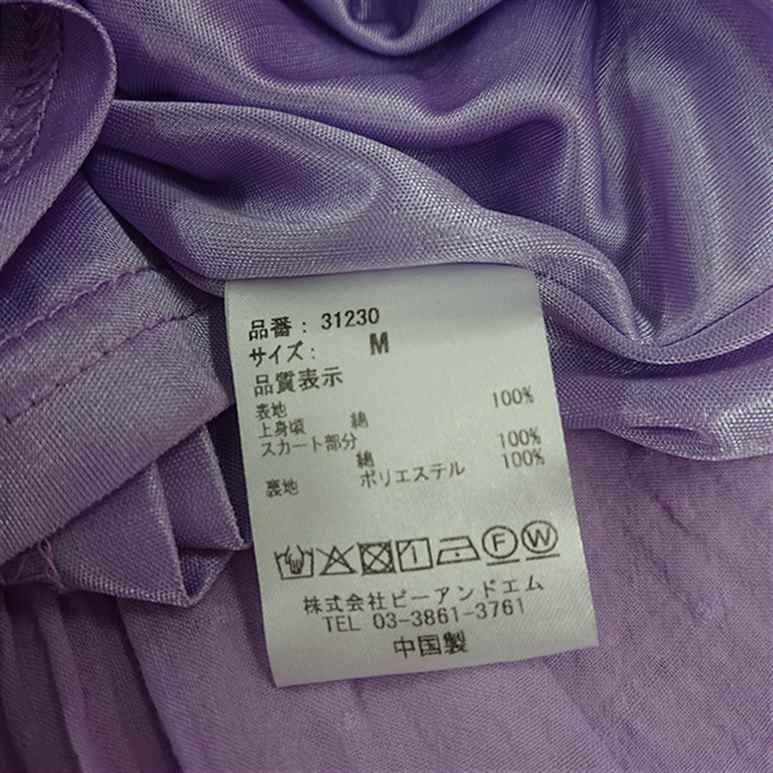 品番： 31230
サイズ： M
品質表示
表地
上身頃 綿 100%
スカート部分
綿 100%
裏地 ポリエステル 100%
F W
株式会社ピーアンドエム
TEL 03-3861-3761
中国製